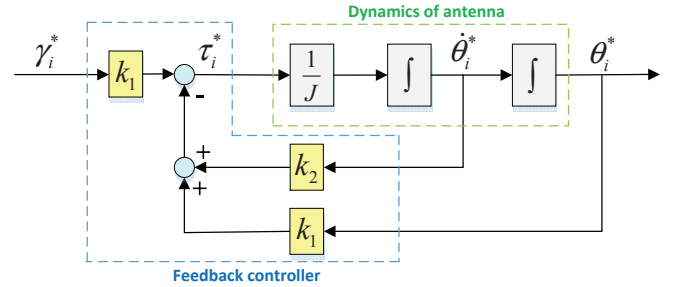 Dynamics of antenna
γ_i^* k_1 τ_i^* 1/J ∫ θ̇_i^* ∫ θ_i^*
-
+ k_2
+
k_1
Feedback controller